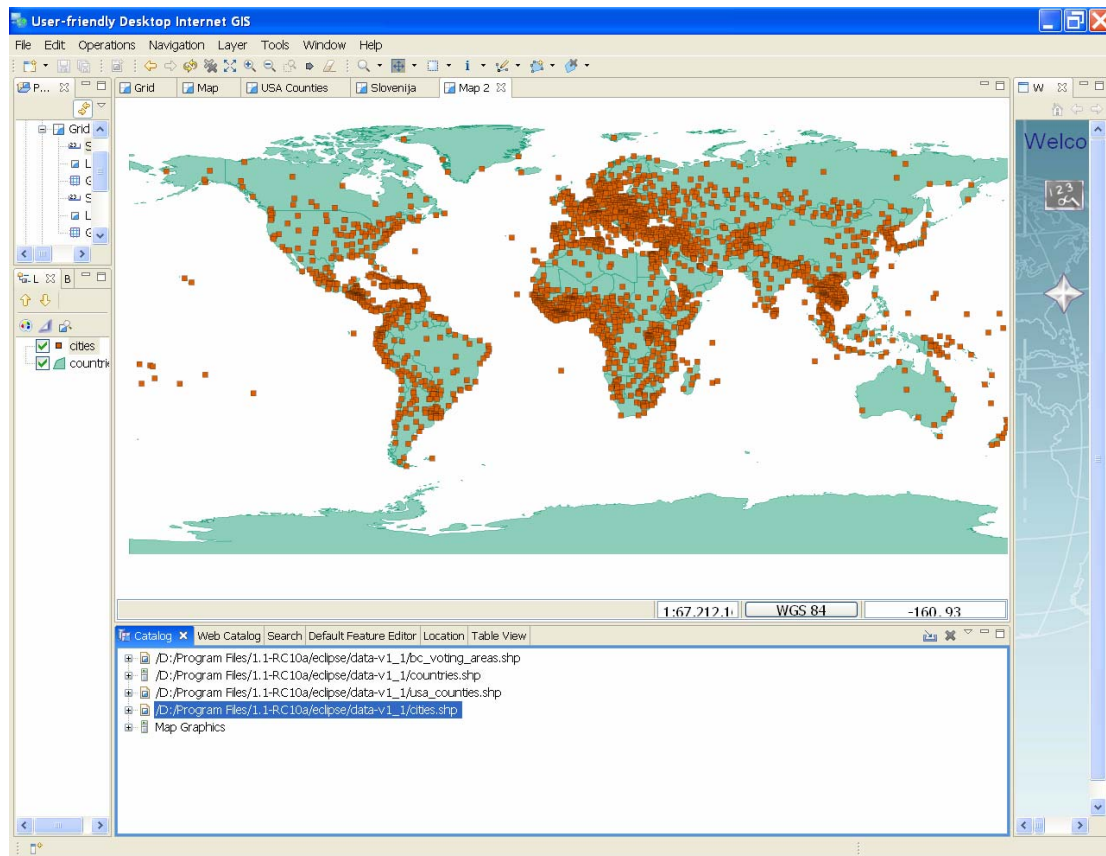 User-friendly Desktop Internet GIS
File Edit Operations Navigation Layer Tools Window Help
P...
Grid Map USA Counties Slovenija Map 2
W
Grid
S
L
G
S
L
G
Welco
123
L B
cities
countri
1:67.212.1 WGS 84 -160, 93
Catalog Web Catalog Search Default Feature Editor Location Table View
/D:/Program Files/1.1-RC10a/eclipse/data-v1_1/bc_voting_areas.shp
/D:/Program Files/1.1-RC10a/eclipse/data-v1_1/countries.shp
/D:/Program Files/1.1-RC10a/eclipse/data-v1_1/usa_counties.shp
/D:/Program Files/1.1-RC10a/eclipse/data-v1_1/cities.shp
Map Graphics